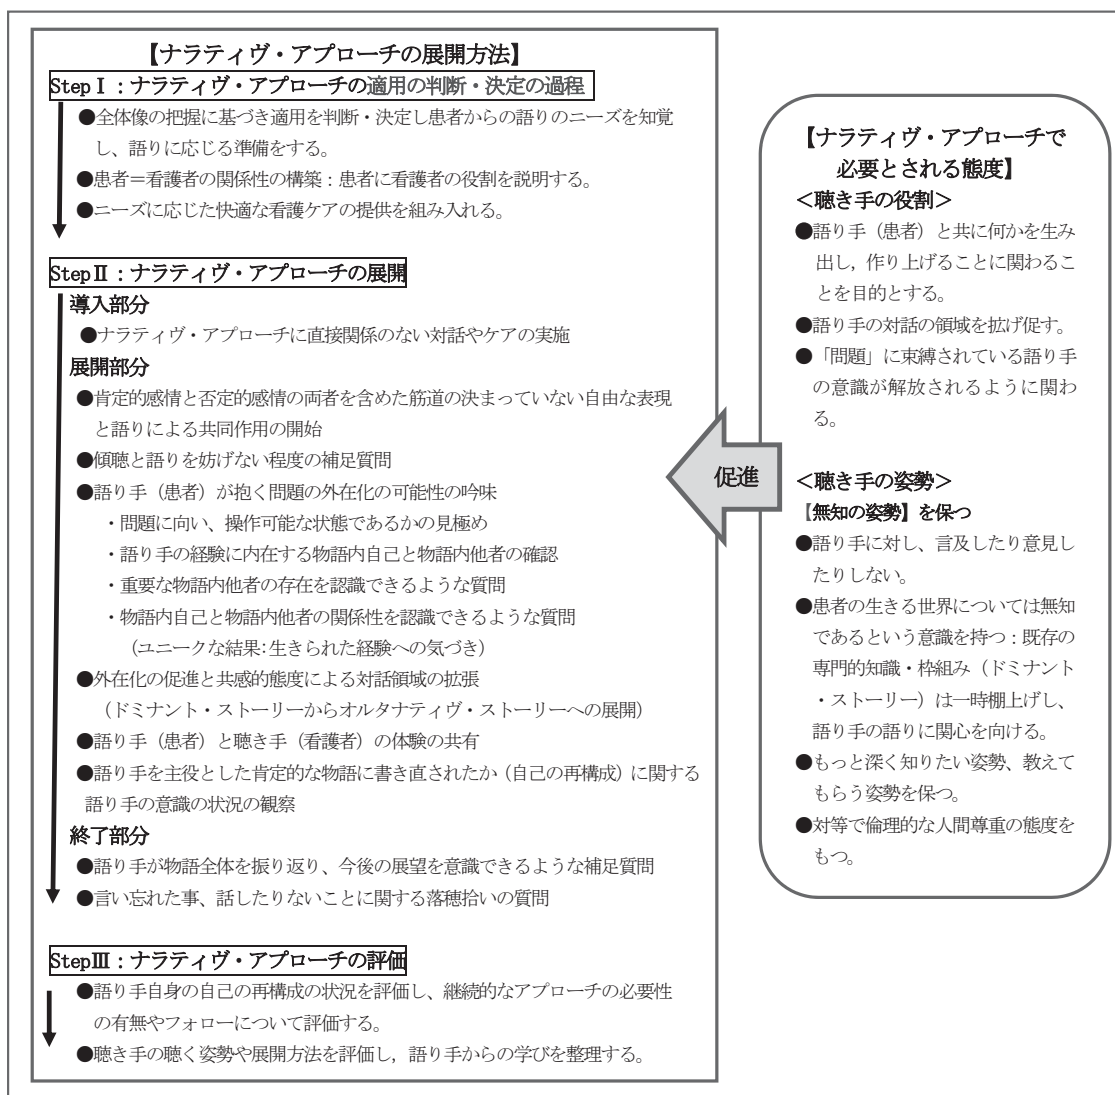 【ナラティヴ・アプローチの展開方法】
StepⅠ：ナラティヴ・アプローチの適用の判断・決定の過程
●全体像の把握に基づき適用を判断・決定し患者からの語りのニーズを知覚
し、語りに応じる準備をする。
●患者＝看護者の関係性の構築：患者に看護者の役割を説明する。
●ニーズに応じた快適な看護ケアの提供を組み入れる。
StepⅡ：ナラティヴ・アプローチの展開
導入部分
●ナラティヴ・アプローチに直接関係のない対話やケアの実施
展開部分
●肯定的感情と否定的感情の両者を含めた筋道の決まっていない自由な表現
と語りによる共同作用の開始
●傾聴と語りを妨げない程度の補足質問
●語り手（患者）が抱く問題の外在化の可能性の吟味
・問題に向い、操作可能な状態であるかの見極め
・語り手の経験に内在する物語内自己と物語内他者の確認
・重要な物語内他者の存在を認識できるような質問
・物語内自己と物語内他者の関係性を認識できるような質問
（ユニークな結果：生きられた経験への気づき）
●外在化の促進と共感的態度による対話領域の拡張
（ドミナント・ストーリーからオルタナティヴ・ストーリーへの展開）
●語り手（患者）と聴き手（看護者）の体験の共有
●語り手を主役とした肯定的な物語に書き直されたか（自己の再構成）に関する
語り手の意識の状況の観察
終了部分
●語り手が物語全体を振り返り、今後の展望を意識できるような補足質問
●言い忘れた事、話したりないことに関する落穂拾いの質問
StepⅢ：ナラティヴ・アプローチの評価
●語り手自身の自己の再構成の状況を評価し、継続的なアプローチの必要性
の有無やフォローについて評価する。
●聴き手の聴く姿勢や展開方法を評価し，語り手からの学びを整理する。
促進
【ナラティヴ・アプローチで
必要とされる態度】
＜聴き手の役割＞
●語り手（患者）と共に何かを生み
出し，作り上げることに関わるこ
とを目的とする。
●語り手の対話の領域を拡げ促す。
●「問題」に束縛されている語り手
の意識が解放されるように関わ
る。
＜聴き手の姿勢＞
【無知の姿勢】を保つ
●語り手に対し、言及したり意見し
たりしない。
●患者の生きる世界については無知
であるという意識を持つ：既存の
専門的知識・枠組み（ドミナント
・ストーリー）は一時棚上げし、
語り手の語りに関心を向ける。
●もっと深く知りたい姿勢、教えて
もらう姿勢を保つ。
●対等で倫理的な人間尊重の態度を
もつ。